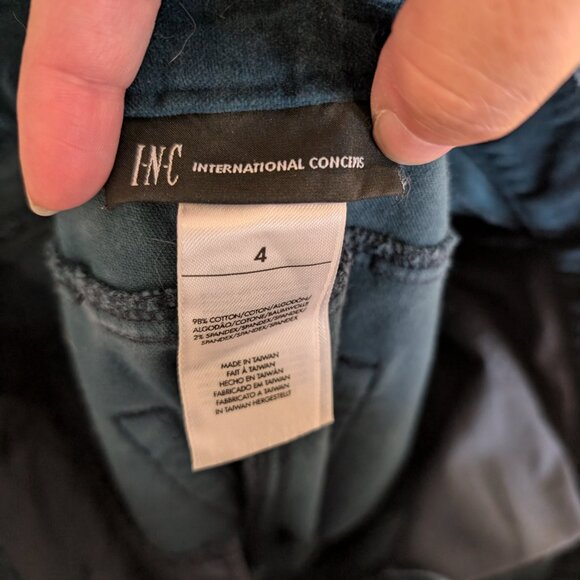 I·N·C INTERNATIONAL CONCEPTS
4
98% COTTON/COTON/ALGODÓN/
ALGODÃO/COTONE/BAUMWOLLE
2% SPANDEX/SPANDEX/SPANDEX/
SPANDEX/SPANDEX/SPANDEX
MADE IN TAIWAN
FAIT À TAIWAN
HECHO EN TAIWÁN
FABRICADO EM TAIWAN
FABBRICATO A TAIWAN
IN TAIWAN HERGESTELLT